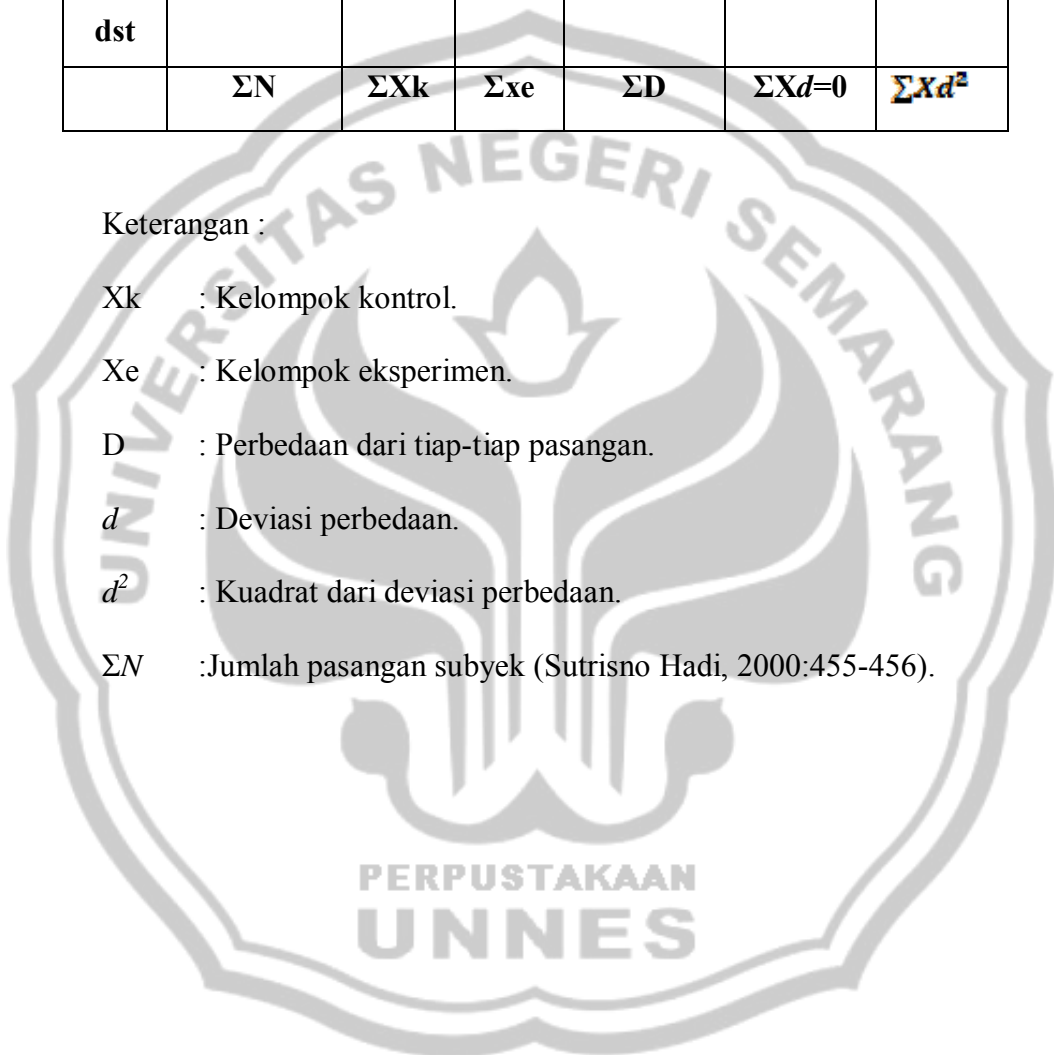 dst
ΣN ΣXk Σxe ΣD ΣXd=0 ∑Xd²
Keterangan :
Xk : Kelompok kontrol.
Xe : Kelompok eksperimen.
D : Perbedaan dari tiap-tiap pasangan.
d : Deviasi perbedaan.
d² : Kuadrat dari deviasi perbedaan.
ΣN :Jumlah pasangan subyek (Sutrisno Hadi, 2000:455-456).
UNIVERSITAS NEGERI SEMARANG
PERPUSTAKAAN
UNNES